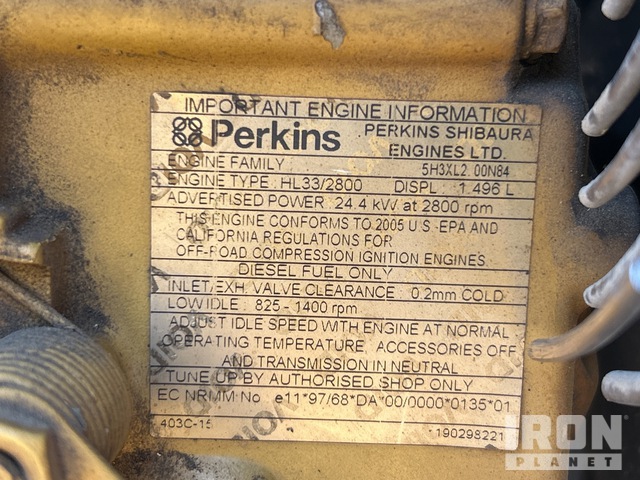 IMPORTANT ENGINE INFORMATION
Perkins
PERKINS SHIBAURA
ENGINES LTD.
ENGINE FAMILY : 5H3XL2.00N84
ENGINE TYPE : HL33/2800 DISPL : 1.496 L
ADVERTISED POWER : 24.4 kW at 2800 rpm
THIS ENGINE CONFORMS TO 2005 U.S EPA AND
CALIFORNIA REGULATIONS FOR
OFF-ROAD COMPRESSION IGNITION ENGINES.
DIESEL FUEL ONLY
INLET/EXH. VALVE CLEARANCE : 0.2mm COLD
LOW IDLE : 825 - 1400 rpm
ADJUST IDLE SPEED WITH ENGINE AT NORMAL
OPERATING TEMPERATURE, ACCESSORIES OFF
AND TRANSMISSION IN NEUTRAL
TUNE UP BY AUTHORISED SHOP ONLY
EC NRMM No. e11*97/68*DA*00/0000*0135*01
403C-15 190298221
IRON
PLANET